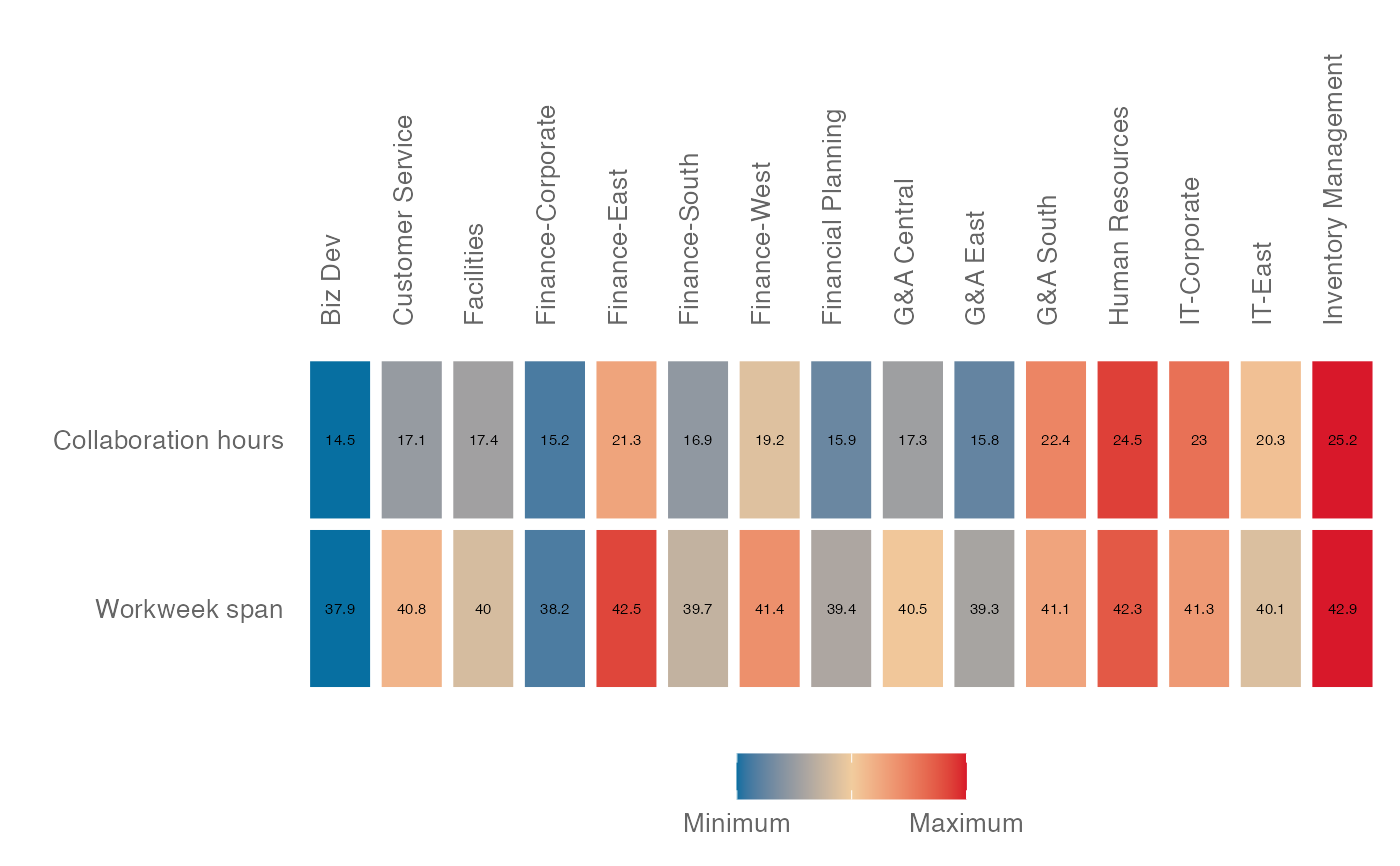 Biz Dev
Customer Service
Facilities
Finance-Corporate
Finance-East
Finance-South
Finance-West
Financial Planning
G&A Central
G&A East
G&A South
Human Resources
IT-Corporate
IT-East
Inventory Management
Collaboration hours 14.5 17.1 17.4 15.2 21.3 16.9 19.2 15.9 17.3 15.8 22.4 24.5 23 20.3 25.2
Workweek span 37.9 40.8 40 38.2 42.5 39.7 41.4 39.4 40.5 39.3 41.1 42.3 41.3 40.1 42.9
Minimum Maximum